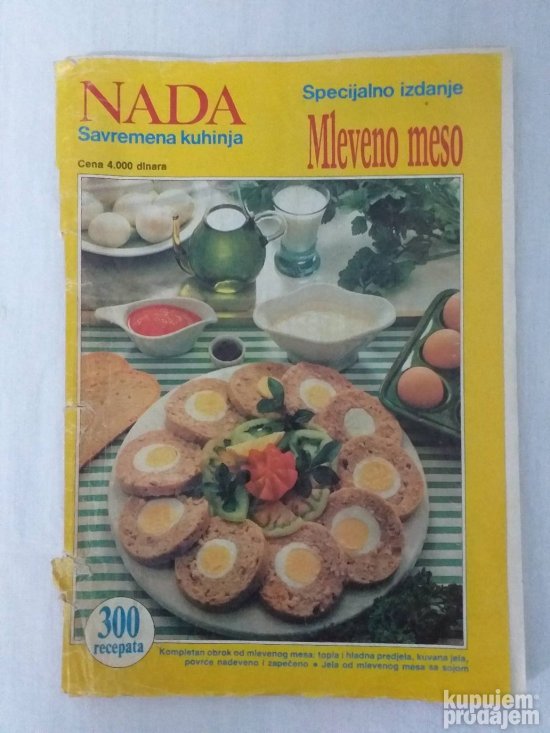 NADA
Savremena kuhinja
Cena 4.000 dinara
Specijalno izdanje
Mleveno meso
300
recepata
Kompletan obrok od mlevenog mesa: topla i hladna predjela, kuvana jela,
povrće nadeveno i zapečeno • Jela od mlevenog mesa sa sojom
kupujem
prodajem